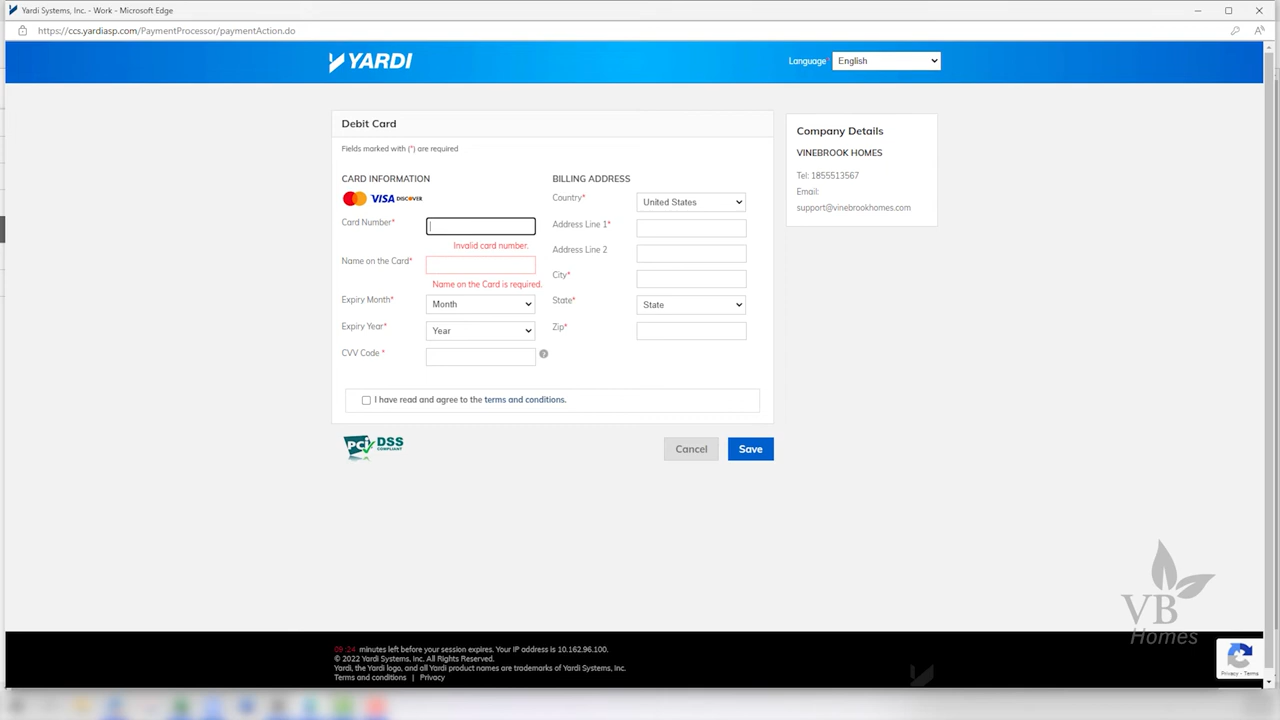 Yardi Systems, Inc. - Work - Microsoft Edge
https://ccs.yardiasp.com/PaymentProcessor/paymentAction.do
YARDI
Language
English
Debit Card
Fields marked with (*) are required
CARD INFORMATION
VISA DISCOVER
Card Number*
Invalid card number.
Name on the Card*
Name on the Card is required.
Expiry Month*
Month
Expiry Year*
Year
CVV Code *
?
BILLING ADDRESS
Country*
United States
Address Line 1*
Address Line 2
City*
State*
State
Zip*
I have read and agree to the terms and conditions.
PCI DSS
COMPLIANT
Cancel
Save
Company Details
VINEBROOK HOMES
Tel: 1855513567
Email:
support@vinebrookhomes.com
VB
Homes
09:24 minutes left before your session expires. Your IP address is 10.162.96.100.
© 2022 Yardi Systems, Inc. All Rights Reserved.
Yardi, the Yardi logo, and all Yardi product names are trademarks of Yardi Systems, Inc.
Terms and conditions | Privacy
Privacy - Terms